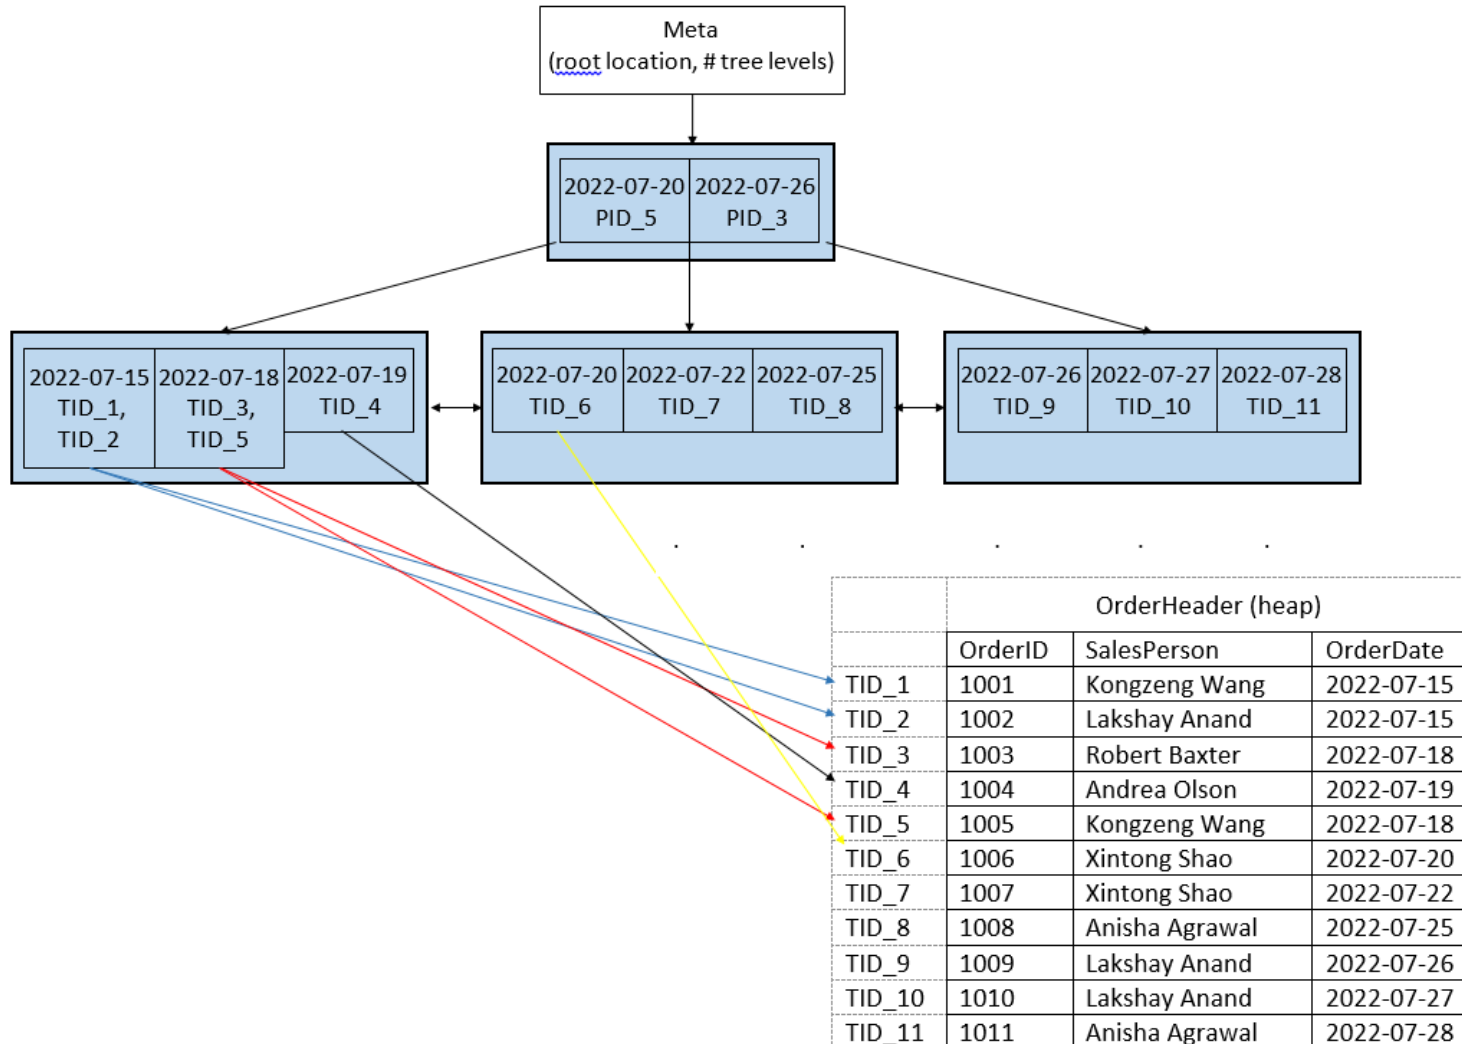 Meta
(root location, # tree levels)
2022-07-20 2022-07-26
PID_5 PID_3
2022-07-15 2022-07-18 2022-07-19
TID_1, TID_3, TID_4
TID_2 TID_5
2022-07-20 2022-07-22 2022-07-25
TID_6 TID_7 TID_8
2022-07-26 2022-07-27 2022-07-28
TID_9 TID_10 TID_11
. . . . .
OrderHeader (heap)
OrderID SalesPerson OrderDate
TID_1 1001 Kongzeng Wang 2022-07-15
TID_2 1002 Lakshay Anand 2022-07-15
TID_3 1003 Robert Baxter 2022-07-18
TID_4 1004 Andrea Olson 2022-07-19
TID_5 1005 Kongzeng Wang 2022-07-18
TID_6 1006 Xintong Shao 2022-07-20
TID_7 1007 Xintong Shao 2022-07-22
TID_8 1008 Anisha Agrawal 2022-07-25
TID_9 1009 Lakshay Anand 2022-07-26
TID_10 1010 Lakshay Anand 2022-07-27
TID_11 1011 Anisha Agrawal 2022-07-28